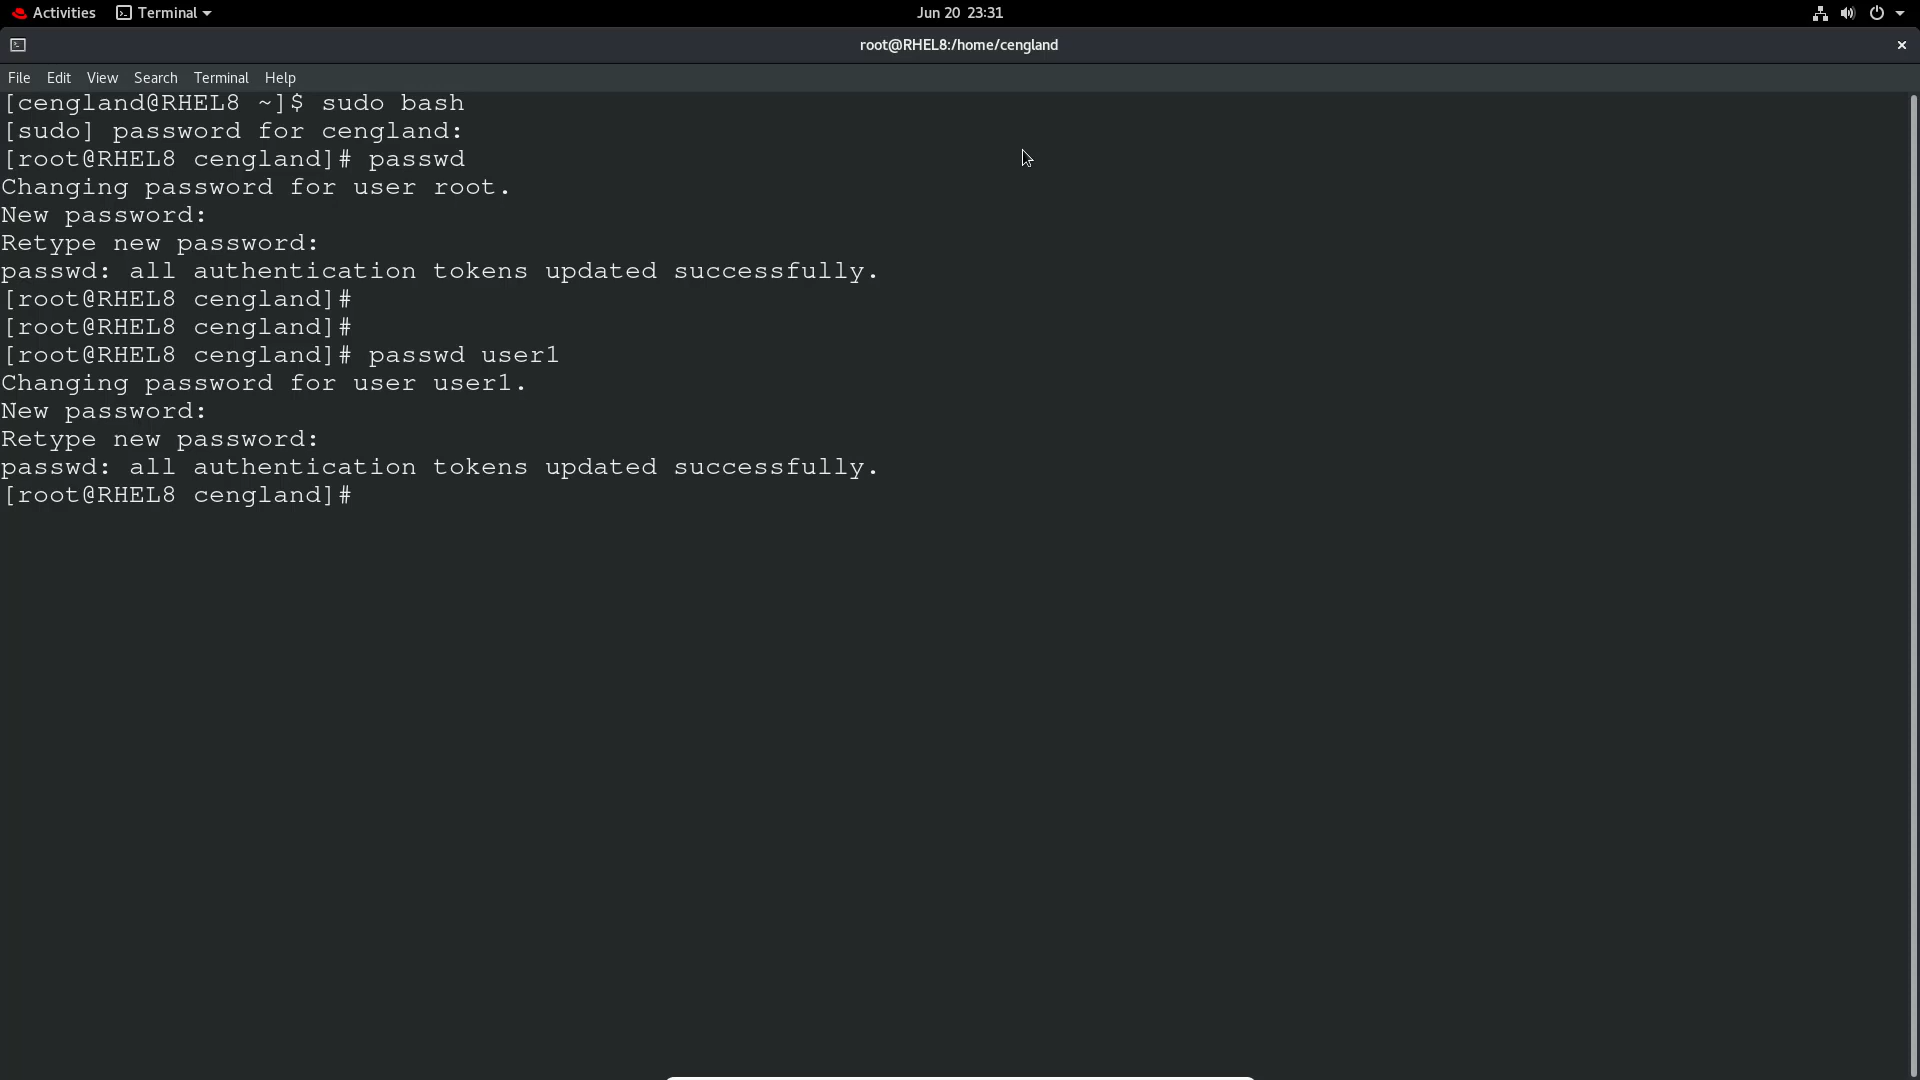 Activities Terminal Jun 20 23:31
root@RHEL8:/home/cengland
File Edit View Search Terminal Help
[cengland@RHEL8 ~]$ sudo bash
[sudo] password for cengland:
[root@RHEL8 cengland]# passwd
Changing password for user root.
New password:
Retype new password:
passwd: all authentication tokens updated successfully.
[root@RHEL8 cengland]#
[root@RHEL8 cengland]#
[root@RHEL8 cengland]# passwd user1
Changing password for user user1.
New password:
Retype new password:
passwd: all authentication tokens updated successfully.
[root@RHEL8 cengland]#